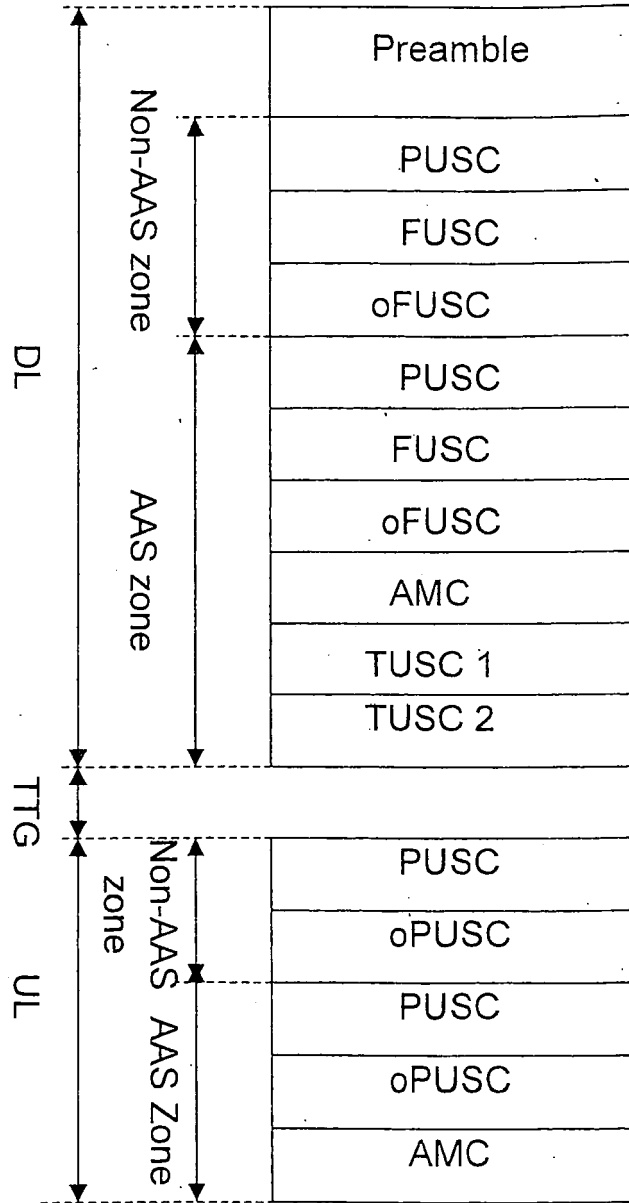 Preamble
PUSC
FUSC
oFUSC
PUSC
FUSC
oFUSC
AMC
TUSC 1
TUSC 2
PUSC
oPUSC
PUSC
oPUSC
AMC
Non-AAS zone
AAS zone
Non-AAS
zone
AAS Zone
DL
TTG
UL